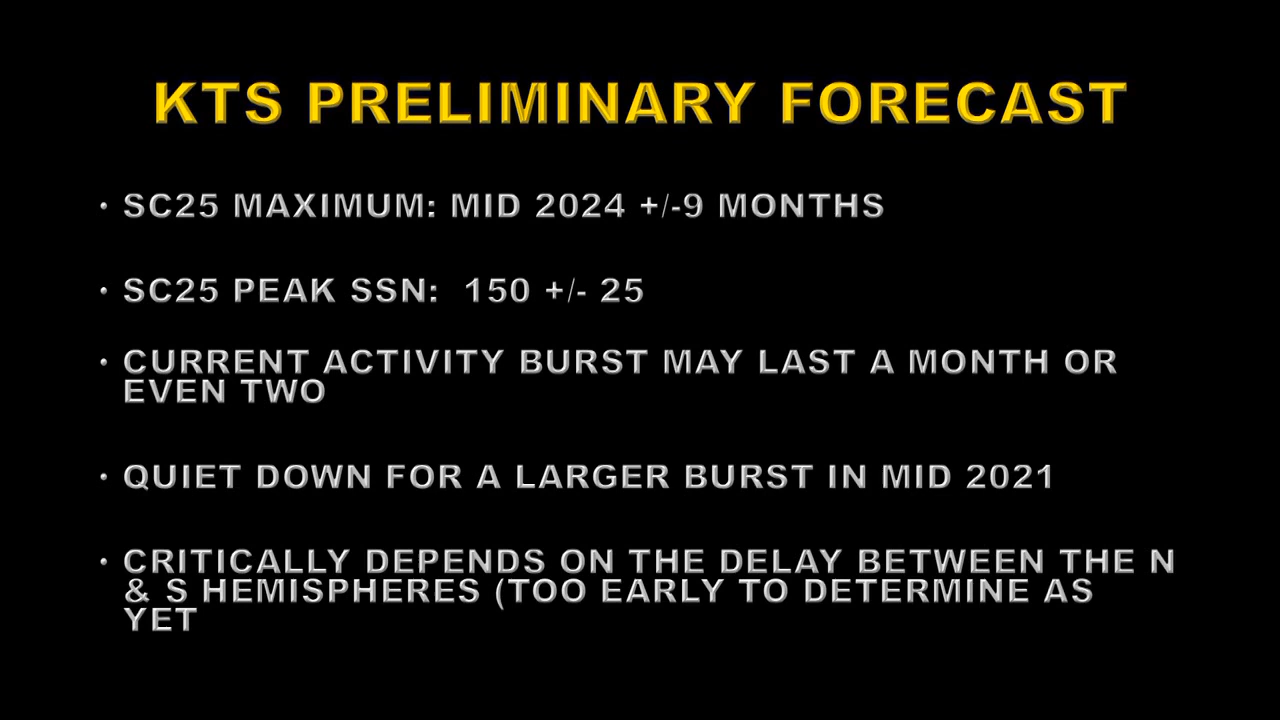 KTS PRELIMINARY FORECAST
• SC25 MAXIMUM: MID 2024 +/-9 MONTHS
• SC25 PEAK SSN:  150 +/- 25
• CURRENT ACTIVITY BURST MAY LAST A MONTH OR
EVEN TWO
• QUIET DOWN FOR A LARGER BURST IN MID 2021
• CRITICALLY DEPENDS ON THE DELAY BETWEEN THE N
& S HEMISPHERES (TOO EARLY TO DETERMINE AS
YET